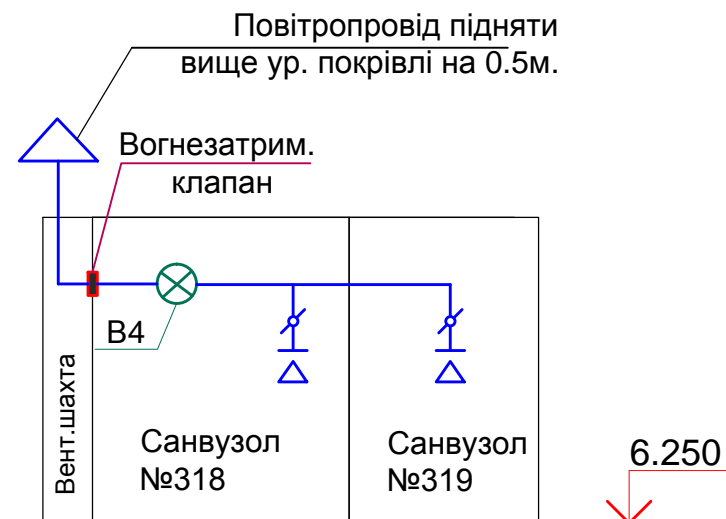 Повітропровід підняти
вище ур. покрівлі на 0.5м.
Вогнезатрим.
клапан
В4
Вент.шахта
Санвузол
№318
Санвузол
№319
6.250